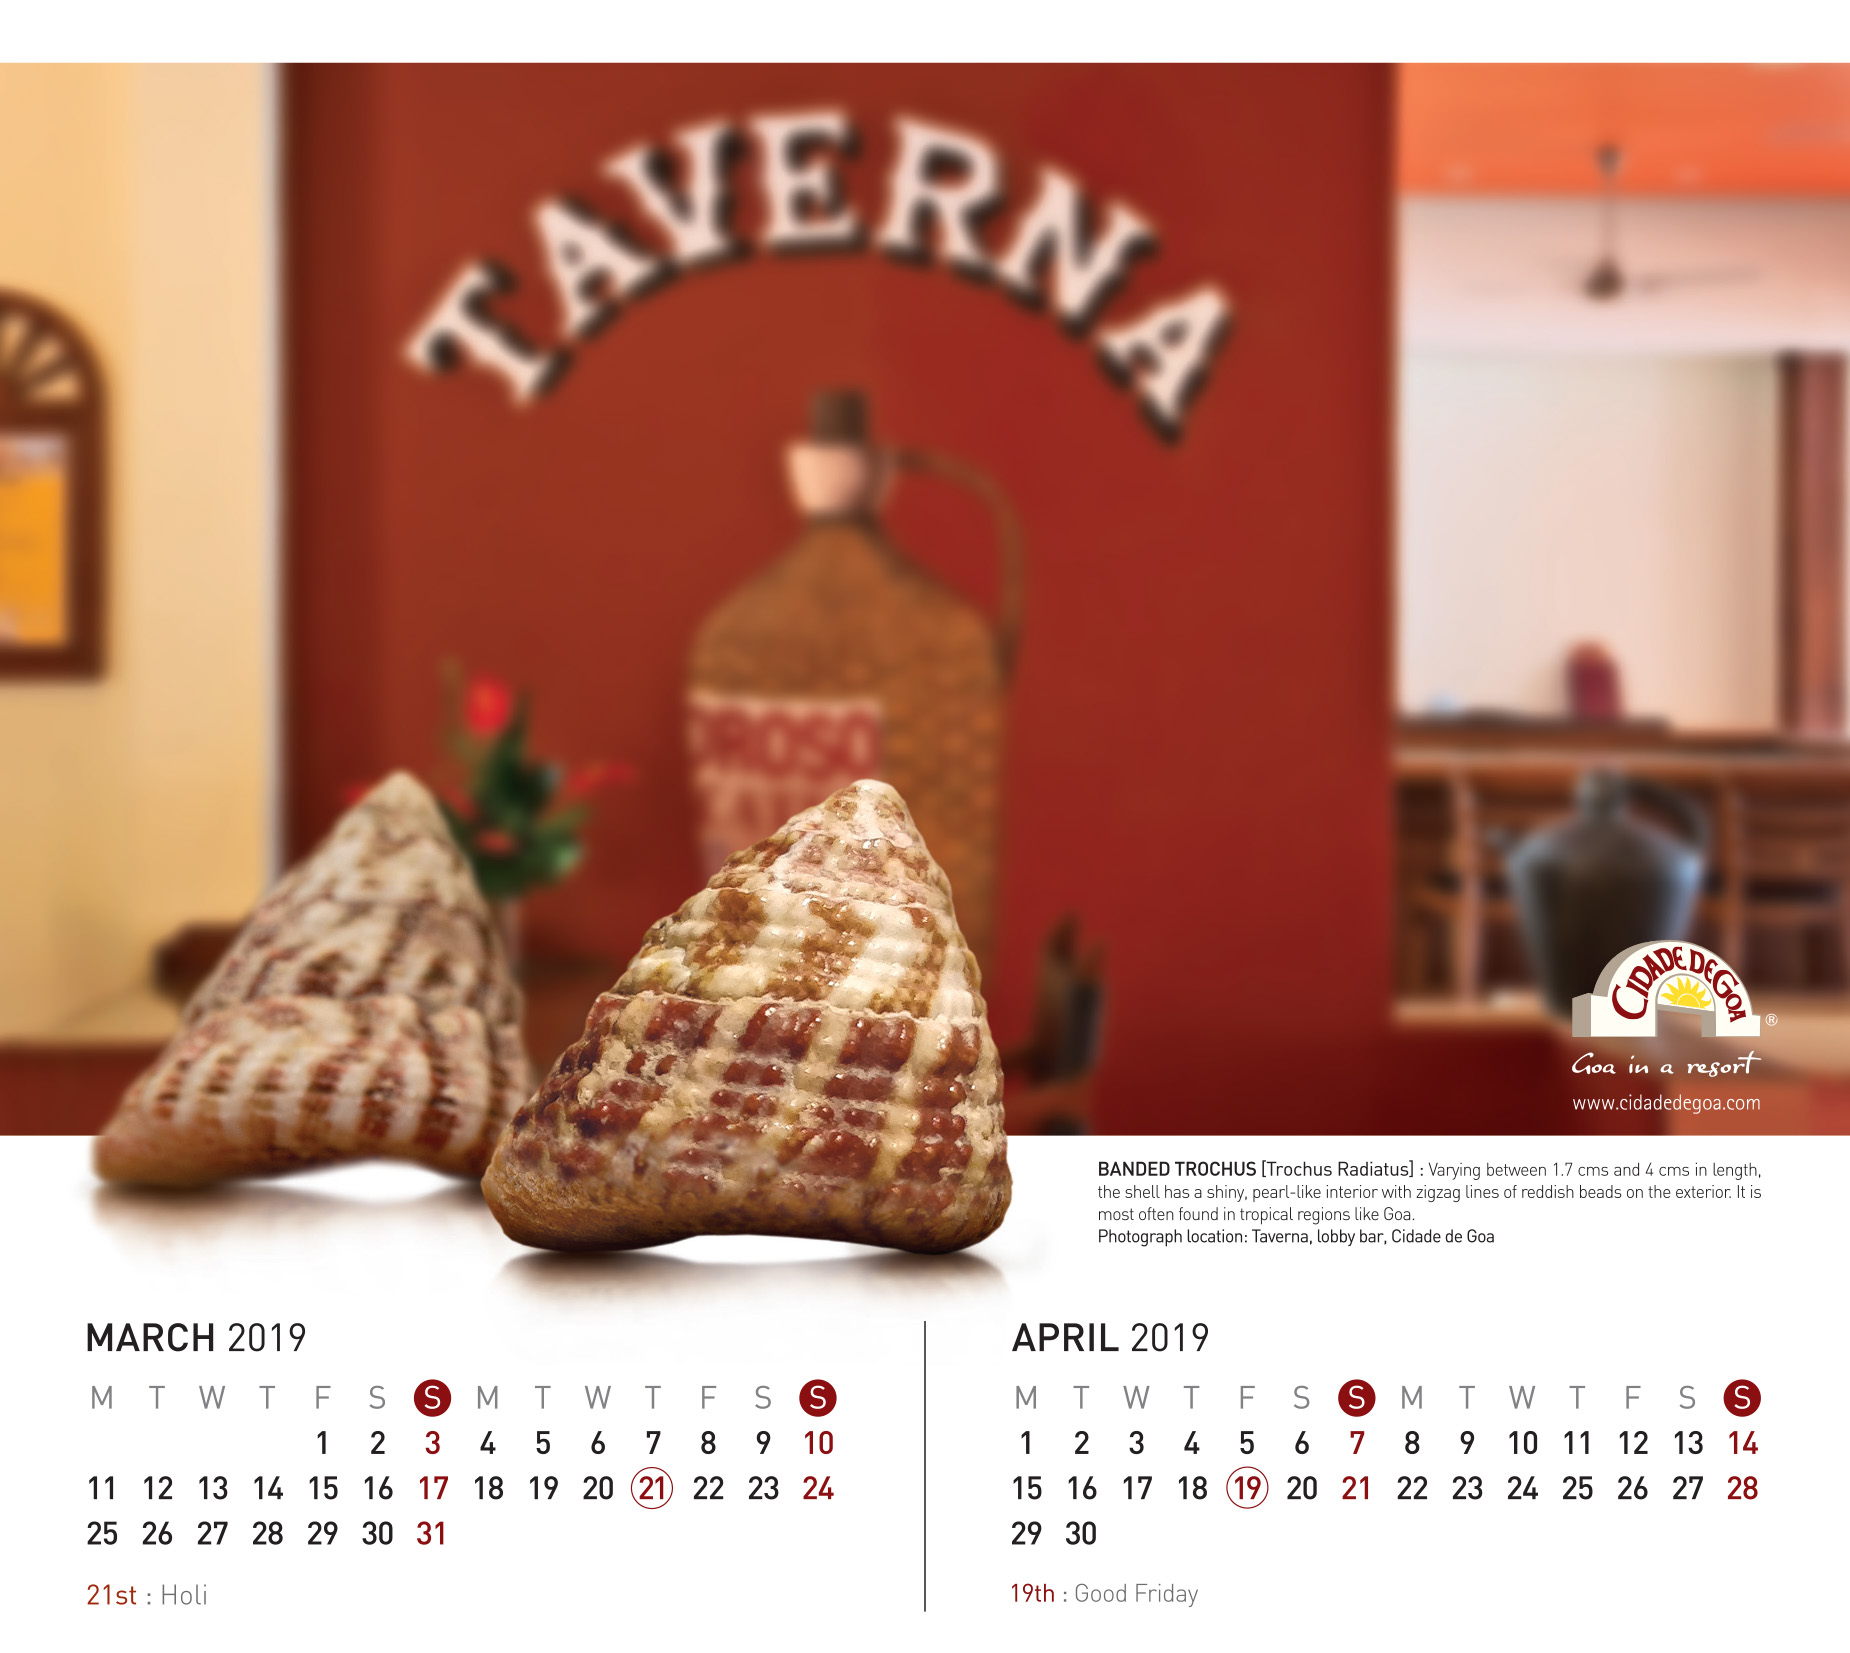 TAVERNA
OROSO
CIDADE DE GOA
®
Goa in a resort
www.cidadedegoa.com
BANDED TROCHUS [Trochus Radiatus] : Varying between 1.7 cms and 4 cms in length,
the shell has a shiny, pearl-like interior with zigzag lines of reddish beads on the exterior. It is
most often found in tropical regions like Goa.
Photograph location: Taverna, lobby bar, Cidade de Goa
MARCH 2019
M T W T F S S M T W T F S S
1 2 3 4 5 6 7 8 9 10
11 12 13 14 15 16 17 18 19 20 21 22 23 24
25 26 27 28 29 30 31
21st : Holi
APRIL 2019
M T W T F S S M T W T F S S
1 2 3 4 5 6 7 8 9 10 11 12 13 14
15 16 17 18 19 20 21 22 23 24 25 26 27 28
29 30
19th : Good Friday